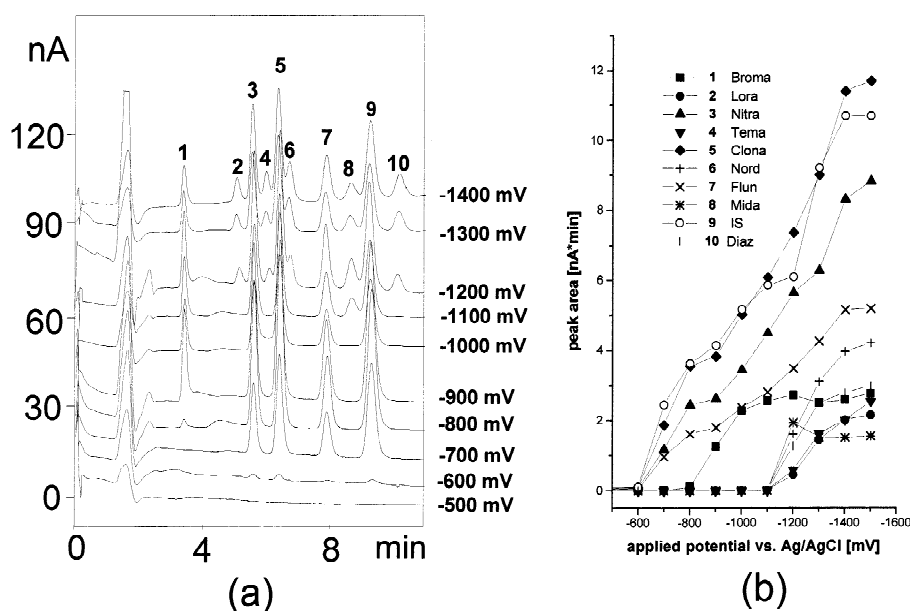 nA
120
90
60
30
0
0
4
8
min
1
2
3
4
5
6
7
8
9
10
-1400 mV
-1300 mV
-1200 mV
-1100 mV
-1000 mV
-900 mV
-800 mV
-700 mV
-600 mV
-500 mV
(a)
peak area [nA*min]
12
10
8
6
4
2
0
1 Broma
2 Lora
3 Nitra
4 Tema
5 Clona
6 Nord
7 Flun
8 Mida
9 IS
10 Diaz
-600
-800
-1000
-1200
-1400
-1600
applied potential vs. Ag/AgCl [mV]
(b)